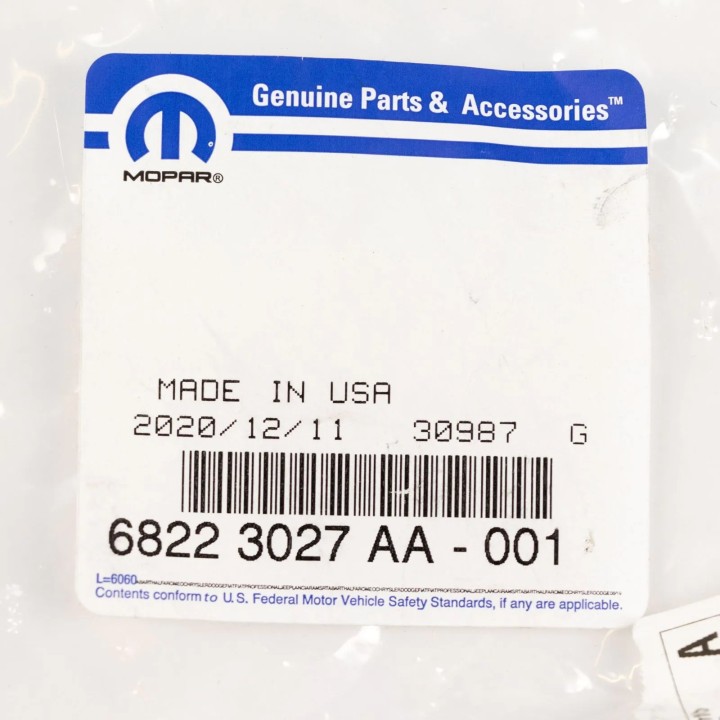 Genuine Parts & Accessories™
MOPAR®
MADE IN USA
2020/12/11 30987 G
6822 3027 AA - 001
L=6060
Contents conform to U.S. Federal Motor Vehicle Safety Standards, if any are applicable.
A